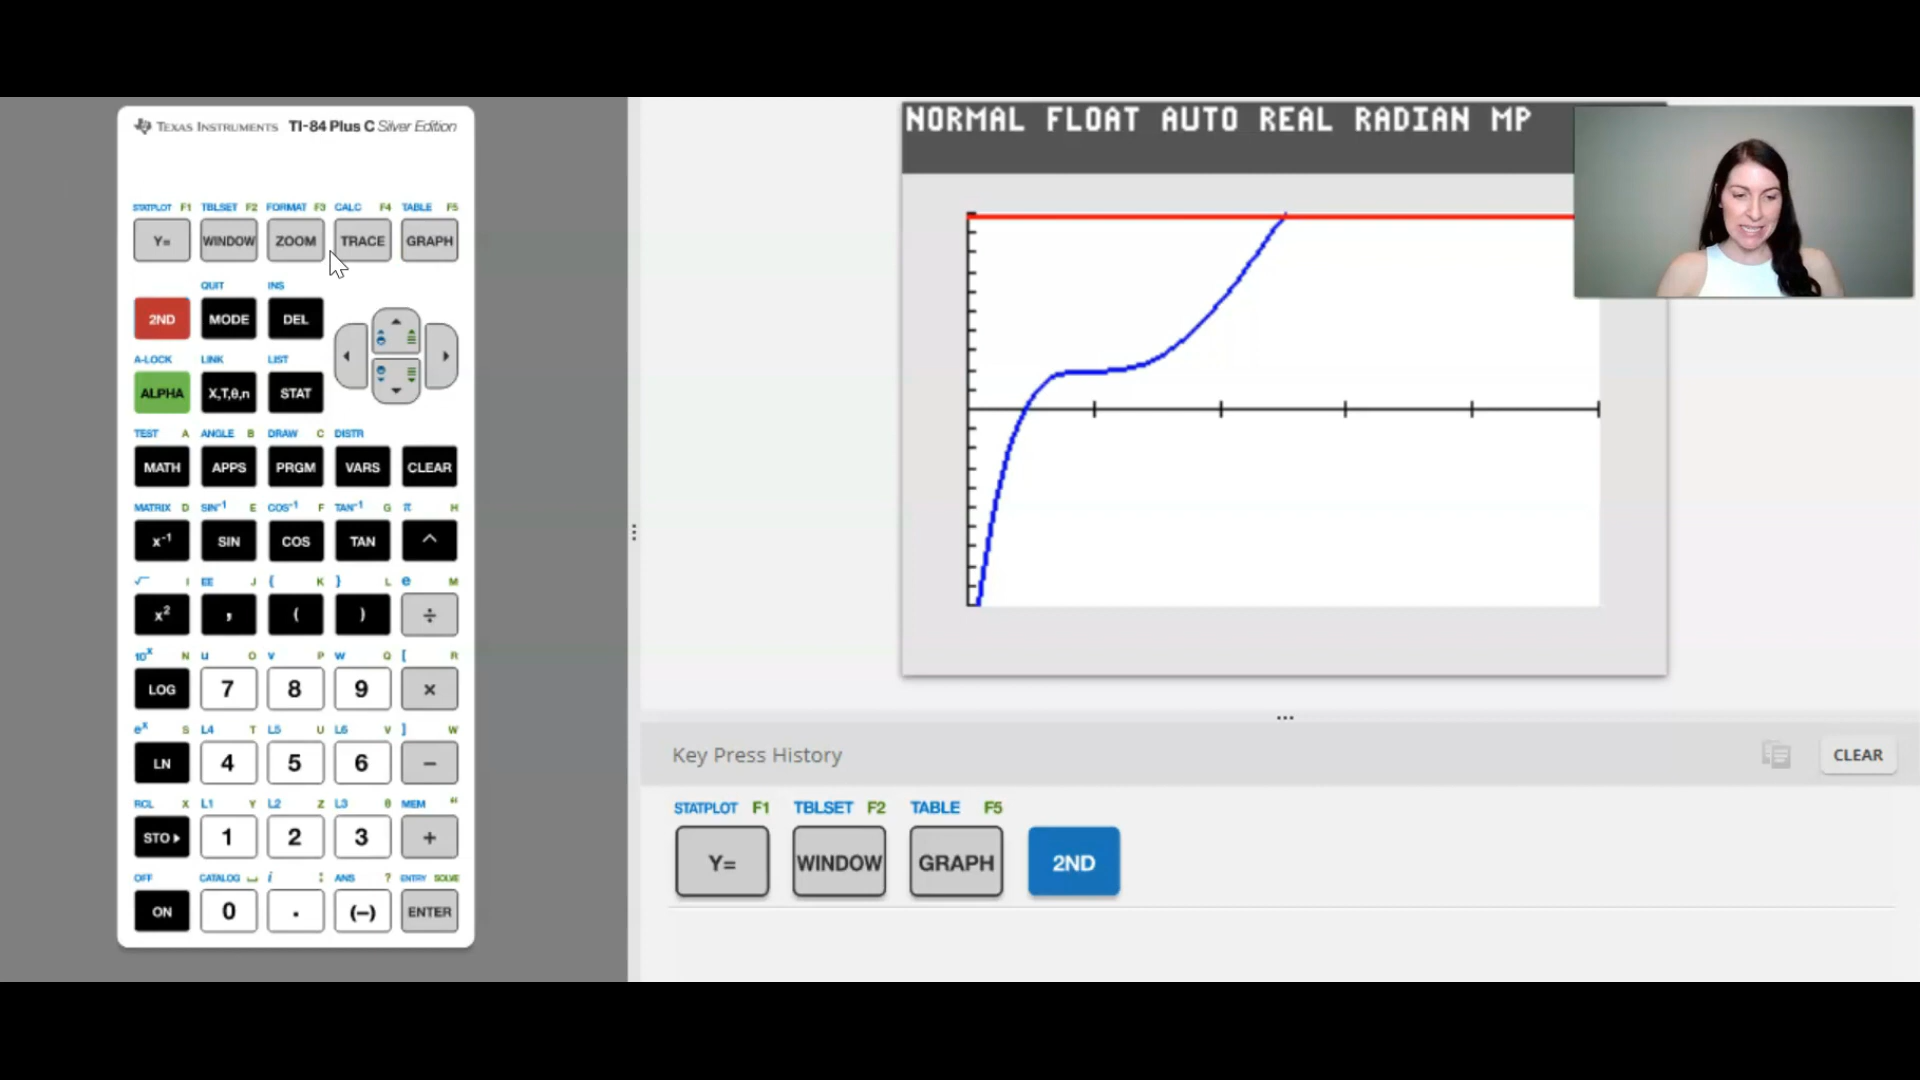 TEXAS INSTRUMENTS TI-84 Plus C Silver Edition
STATPLOT F1 TBLSET F2 FORMAT F3 CALC F4 TABLE F5
Y= WINDOW ZOOM TRACE GRAPH
QUIT INS
2ND MODE DEL
A-LOCK LINK LIST
ALPHA X,T,θ,n STAT
TEST A ANGLE B DRAW C DISTR
MATH APPS PRGM VARS CLEAR
MATRIX D SIN⁻¹ E COS⁻¹ F TAN⁻¹ G π H
x⁻¹ SIN COS TAN ^
√ I EE J { K } L e M
x² , ( ) ÷
10ˣ N u O v P w Q [ R
LOG 7 8 9 ×
eˣ S L4 T L5 U L6 V ] W
LN 4 5 6 −
RCL X L1 Y L2 Z L3 θ MEM "
STO▸ 1 2 3 +
OFF CATALOG ⎵ i : ANS ? ENTRY SOLVE
ON 0 . (−) ENTER
NORMAL FLOAT AUTO REAL RADIAN MP
Key Press History
CLEAR
STATPLOT F1 TBLSET F2 TABLE F5
Y= WINDOW GRAPH 2ND